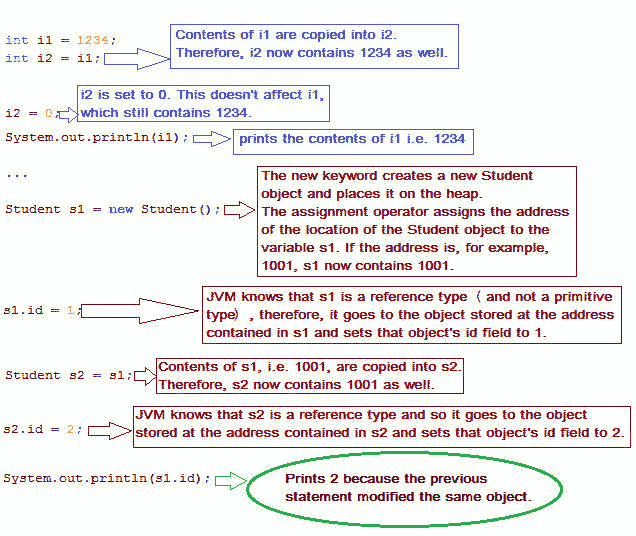 int i1 = 1234;
Contents of i1 are copied into i2.
int i2 = i1;
Therefore, i2 now contains 1234 as well.
i2 is set to 0. This doesn't affect i1,
i2 = 0;
which still contains 1234.
System.out.println(i1);
prints the contents of i1 i.e. 1234
...
The new keyword creates a new Student
object and places it on the heap.
Student s1 = new Student();
The assignment operator assigns the address
of the location of the Student object to the
variable s1. If the address is, for example,
1001, s1 now contains 1001.
JVM knows that s1 is a reference type ( and not a primitive
s1.id = 1;
type) , therefore, it goes to the object stored at the address
contained in s1 and sets that object's id field to 1.
Contents of s1, i.e. 1001, are copied into s2.
Student s2 = s1;
Therefore, s2 now contains 1001 as well.
JVM knows that s2 is a reference type and so it goes to the object
s2.id = 2;
stored at the address contained in s2 and sets that object's id field to 2.
System.out.println(s1.id);
Prints 2 because the previous
statement modified the same object.